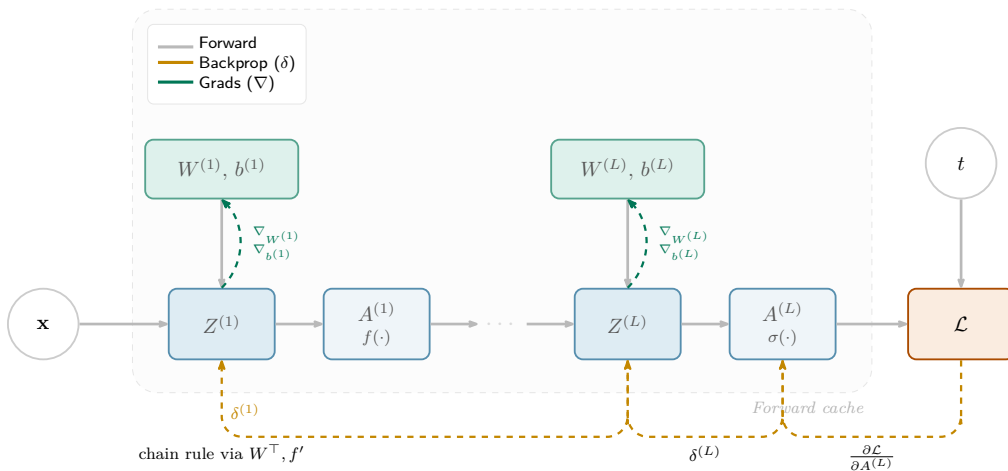 Forward
Backprop (δ)
Grads (∇)
W^{(1)}, b^{(1)}
W^{(L)}, b^{(L)}
t
∇_{W^{(1)}}
∇_{b^{(1)}}
∇_{W^{(L)}}
∇_{b^{(L)}}
x
Z^{(1)}
A^{(1)}
f(·)
· · ·
Z^{(L)}
A^{(L)}
σ(·)
ℒ
δ^{(1)}
Forward cache
chain rule via W^⊤, f′
δ^{(L)}
∂ℒ
∂A^{(L)}